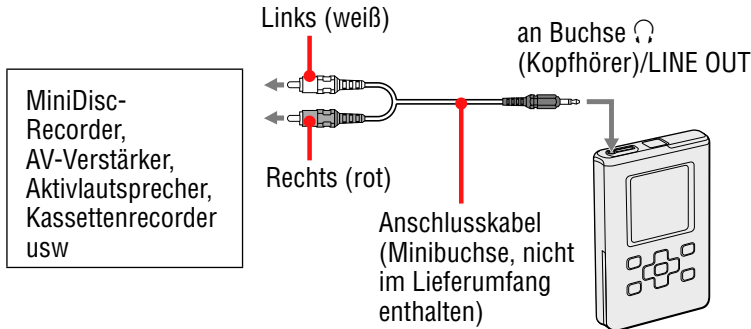 Links (weiß)
an Buchse
(Kopfhörer)/LINE OUT
MiniDisc-
Recorder,
AV-Verstärker,
Aktivlautsprecher,
Kassettenrecorder
usw
Rechts (rot)
Anschlusskabel
(Minibuchse, nicht
im Lieferumfang
enthalten)